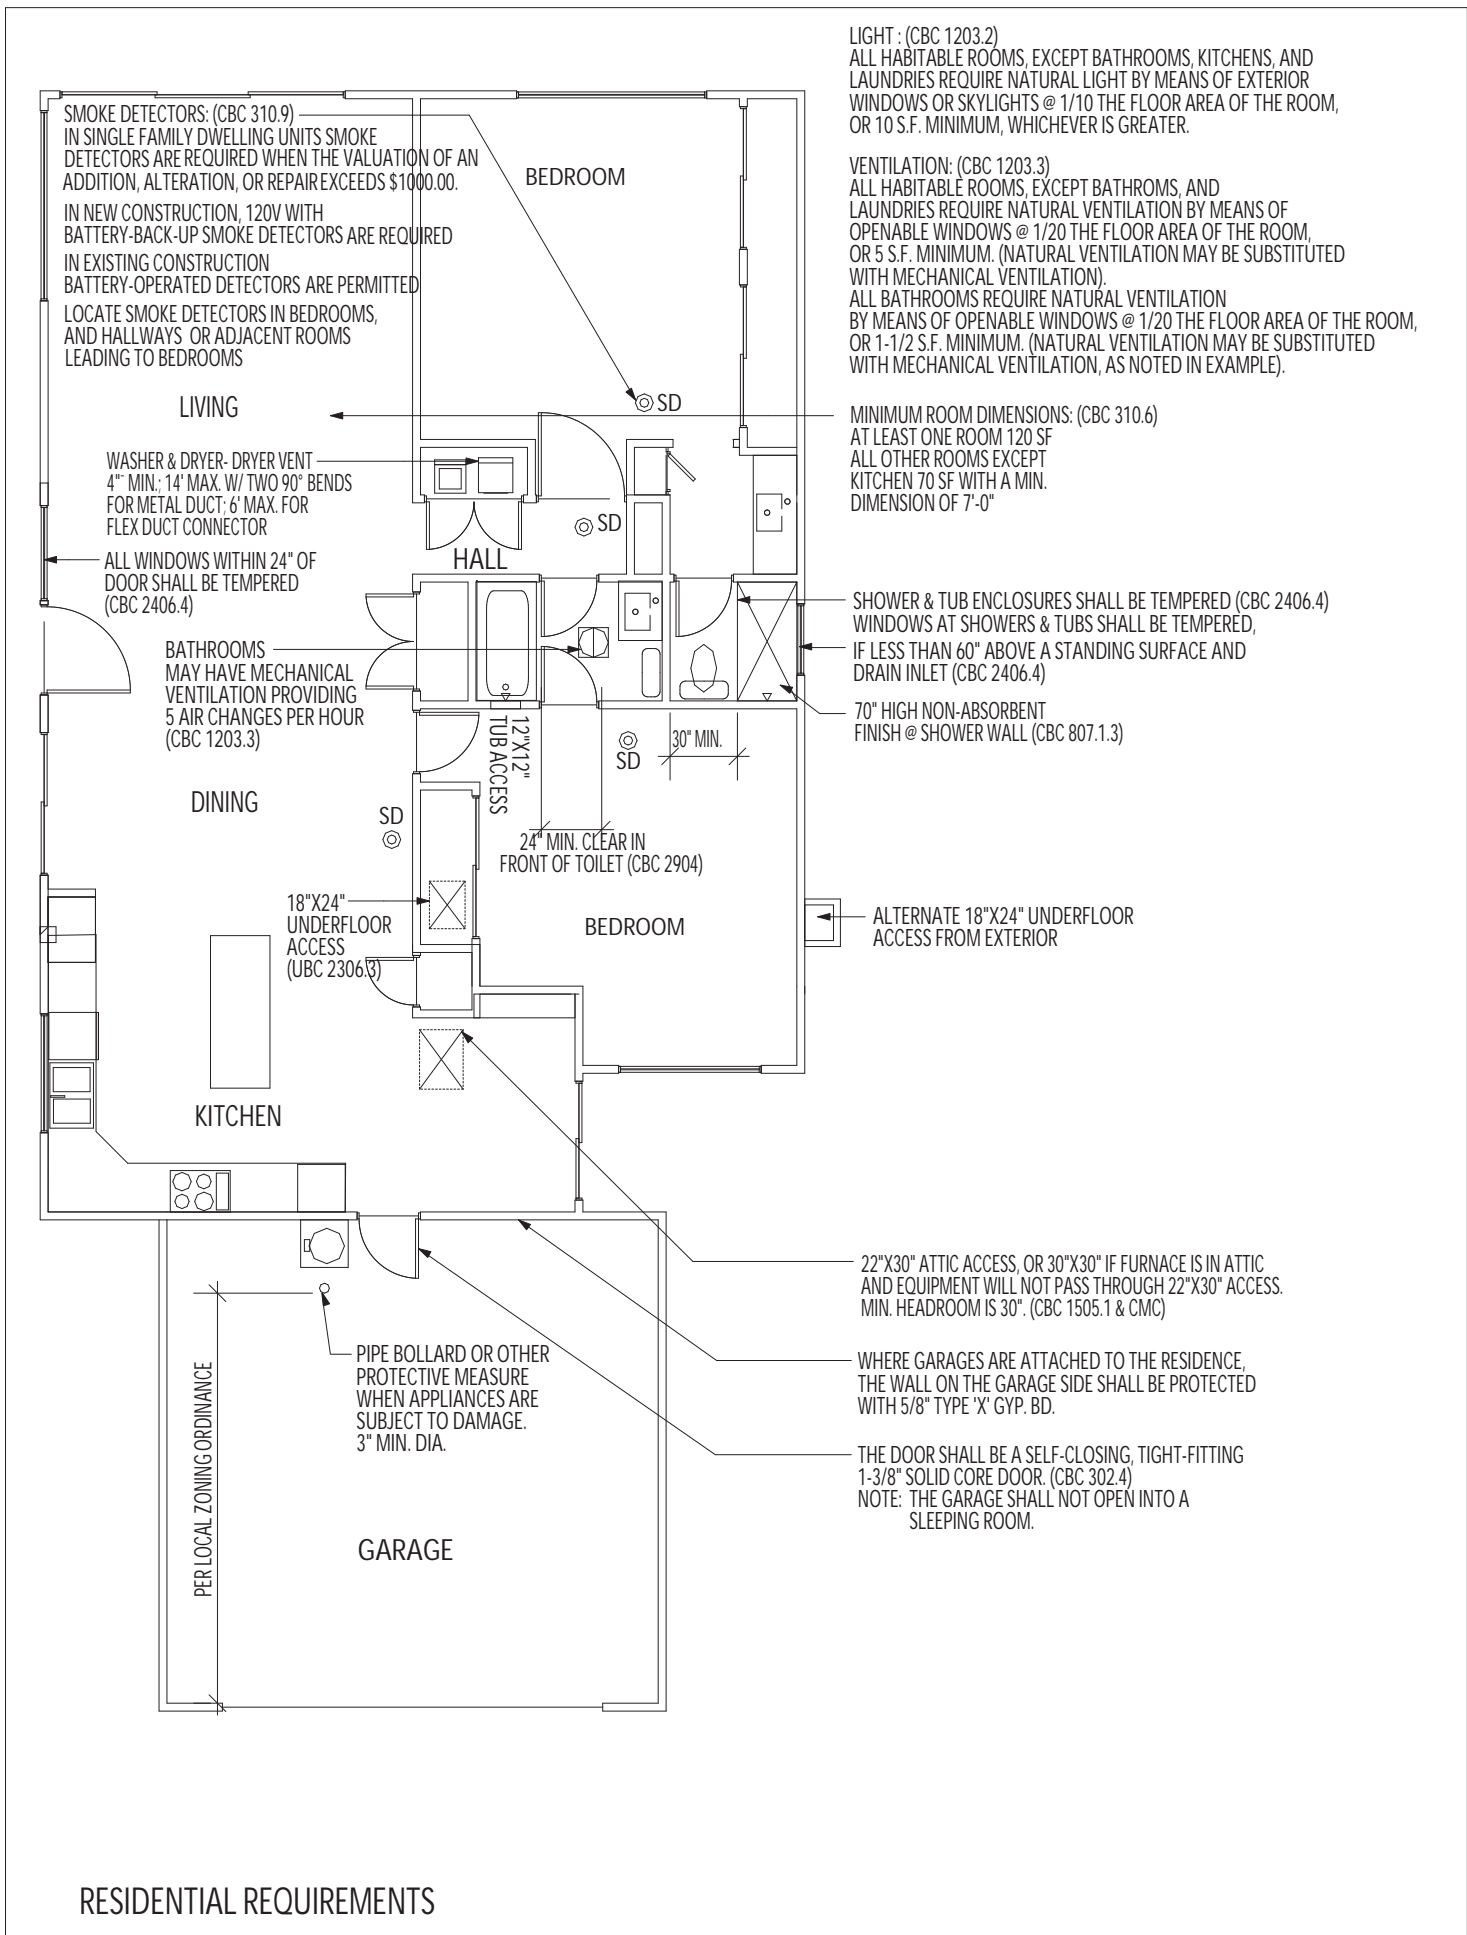 LIGHT : (CBC 1203.2)
ALL HABITABLE ROOMS, EXCEPT BATHROOMS, KITCHENS, AND
LAUNDRIES REQUIRE NATURAL LIGHT BY MEANS OF EXTERIOR
WINDOWS OR SKYLIGHTS @ 1/10 THE FLOOR AREA OF THE ROOM,
OR 10 S.F. MINIMUM, WHICHEVER IS GREATER.
SMOKE DETECTORS: (CBC 310.9)
IN SINGLE FAMILY DWELLING UNITS SMOKE
DETECTORS ARE REQUIRED WHEN THE VALUATION OF AN
ADDITION, ALTERATION, OR REPAIR EXCEEDS $1000.00.
IN NEW CONSTRUCTION, 120V WITH
BATTERY-BACK-UP SMOKE DETECTORS ARE REQUIRED
IN EXISTING CONSTRUCTION
BATTERY-OPERATED DETECTORS ARE PERMITTED
LOCATE SMOKE DETECTORS IN BEDROOMS,
AND HALLWAYS OR ADJACENT ROOMS
LEADING TO BEDROOMS
BEDROOM
VENTILATION: (CBC 1203.3)
ALL HABITABLE ROOMS, EXCEPT BATHROMS, AND
LAUNDRIES REQUIRE NATURAL VENTILATION BY MEANS OF
OPENABLE WINDOWS @ 1/20 THE FLOOR AREA OF THE ROOM,
OR 5 S.F. MINIMUM. (NATURAL VENTILATION MAY BE SUBSTITUTED
WITH MECHANICAL VENTILATION).
ALL BATHROOMS REQUIRE NATURAL VENTILATION
BY MEANS OF OPENABLE WINDOWS @ 1/20 THE FLOOR AREA OF THE ROOM,
OR 1-1/2 S.F. MINIMUM. (NATURAL VENTILATION MAY BE SUBSTITUTED
WITH MECHANICAL VENTILATION, AS NOTED IN EXAMPLE).
LIVING
SD
MINIMUM ROOM DIMENSIONS: (CBC 310.6)
AT LEAST ONE ROOM 120 SF
ALL OTHER ROOMS EXCEPT
KITCHEN 70 SF WITH A MIN.
DIMENSION OF 7'-0"
WASHER & DRYER- DRYER VENT
4"" MIN.; 14' MAX. W/ TWO 90° BENDS
FOR METAL DUCT; 6' MAX. FOR
FLEX DUCT CONNECTOR
SD
HALL
ALL WINDOWS WITHIN 24" OF
DOOR SHALL BE TEMPERED
(CBC 2406.4)
SHOWER & TUB ENCLOSURES SHALL BE TEMPERED (CBC 2406.4)
WINDOWS AT SHOWERS & TUBS SHALL BE TEMPERED,
IF LESS THAN 60" ABOVE A STANDING SURFACE AND
DRAIN INLET (CBC 2406.4)
BATHROOMS
MAY HAVE MECHANICAL
VENTILATION PROVIDING
5 AIR CHANGES PER HOUR
(CBC 1203.3)
70" HIGH NON-ABSORBENT
FINISH @ SHOWER WALL (CBC 807.1.3)
12"X12"
TUB ACCESS
SD
30" MIN.
DINING
SD
24" MIN. CLEAR IN
FRONT OF TOILET (CBC 2904)
18"X24"
UNDERFLOOR
ACCESS
(UBC 2306.3)
BEDROOM
ALTERNATE 18"X24" UNDERFLOOR
ACCESS FROM EXTERIOR
KITCHEN
22"X30" ATTIC ACCESS, OR 30"X30" IF FURNACE IS IN ATTIC
AND EQUIPMENT WILL NOT PASS THROUGH 22"X30" ACCESS.
MIN. HEADROOM IS 30". (CBC 1505.1 & CMC)
PIPE BOLLARD OR OTHER
PROTECTIVE MEASURE
WHEN APPLIANCES ARE
SUBJECT TO DAMAGE.
3" MIN. DIA.
WHERE GARAGES ARE ATTACHED TO THE RESIDENCE,
THE WALL ON THE GARAGE SIDE SHALL BE PROTECTED
WITH 5/8" TYPE 'X' GYP. BD.
PER LOCAL ZONING ORDINANCE
THE DOOR SHALL BE A SELF-CLOSING, TIGHT-FITTING
1-3/8" SOLID CORE DOOR. (CBC 302.4)
NOTE: THE GARAGE SHALL NOT OPEN INTO A
SLEEPING ROOM.
GARAGE
RESIDENTIAL REQUIREMENTS